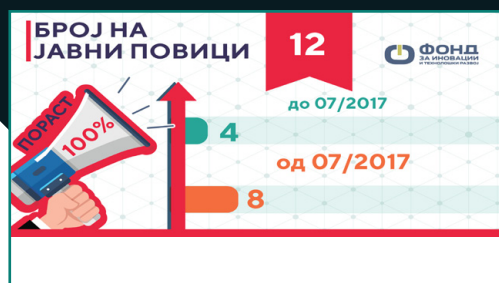 БРОЈ НА
ЈАВНИ ПОВИЦИ
12
ФОНД
ЗА ИНОВАЦИИ
И ТЕХНОЛОШКИ РАЗВОЈ
до 07/2017
4
од 07/2017
8
ПОРАСТ
100%